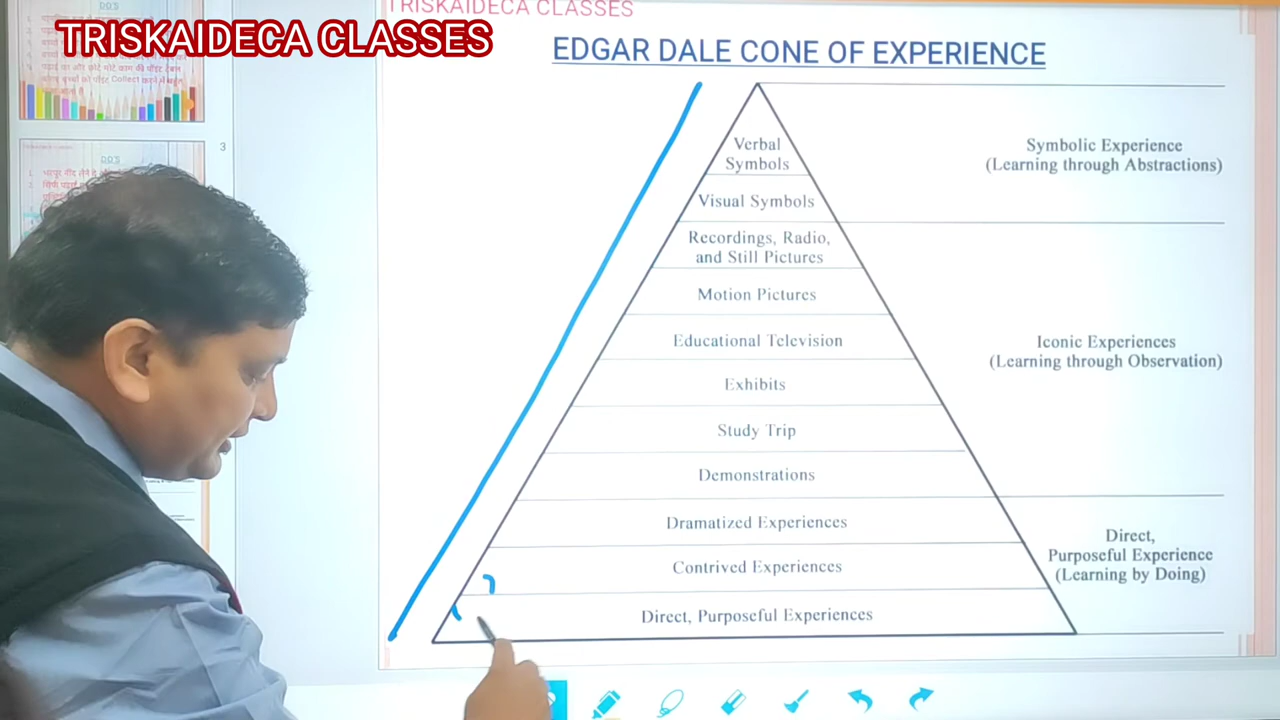 TRISKAIDECA CLASSES
TRISKAIDECA CLASSES
EDGAR DALE CONE OF EXPERIENCE
Verbal
Symbols
Visual Symbols
Recordings, Radio,
and Still Pictures
Motion Pictures
Educational Television
Exhibits
Study Trip
Demonstrations
Dramatized Experiences
Contrived Experiences
Direct, Purposeful Experiences
Symbolic Experience
(Learning through Abstractions)
Iconic Experiences
(Learning through Observation)
Direct,
Purposeful Experience
(Learning by Doing)
3